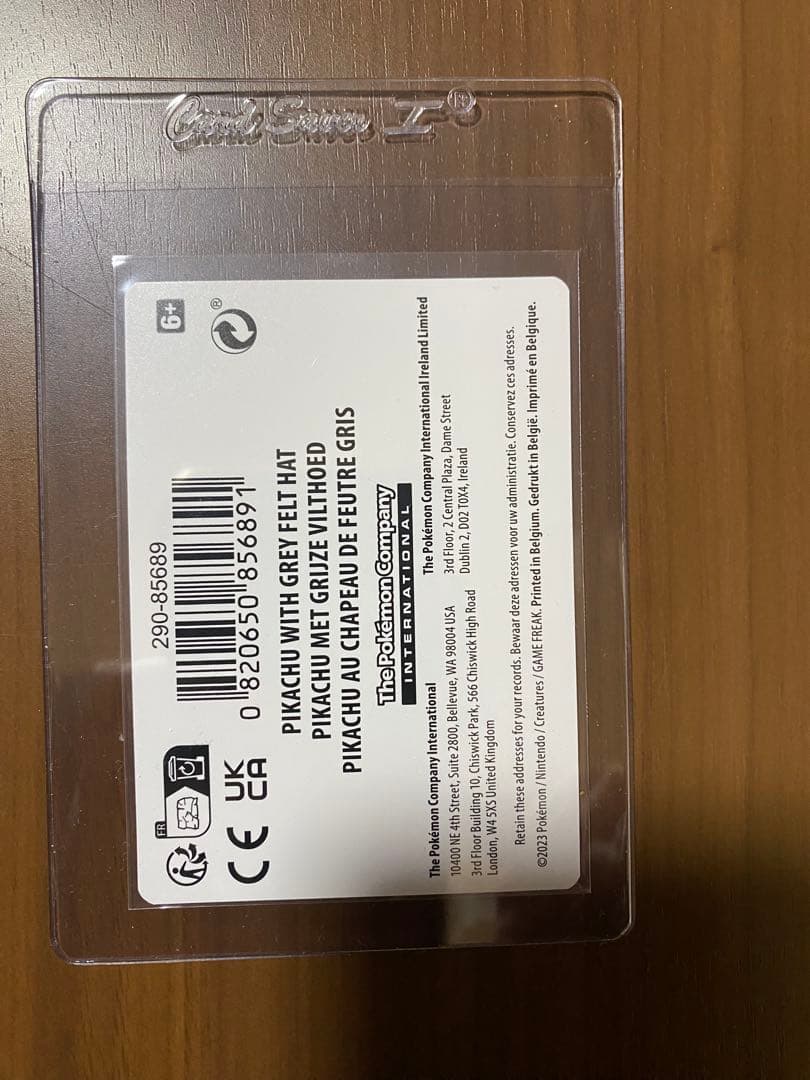 Card Saver I®
6+
®
FR
CE
UK
CA
290-85689
0 820650 856891
PIKACHU WITH GREY FELT HAT
PIKACHU MET GRIJZE VILTHOED
PIKACHU AU CHAPEAU DE FEUTRE GRIS
The Pokémon Company
INTERNATIONAL
The Pokémon Company International
10400 NE 4th Street, Suite 2800, Bellevue, WA 98004 USA
3rd Floor Building 10, Chiswick Park, 566 Chiswick High Road
London, W4 5XS United Kingdom
The Pokémon Company International Ireland Limited
3rd Floor, 2 Central Plaza, Dame Street
Dublin 2, D02 T0X4, Ireland
Retain these addresses for your records. Bewaar deze adressen voor uw administratie. Conservez ces adresses.
©2023 Pokémon / Nintendo / Creatures / GAME FREAK. Printed in Belgium. Gedrukt in België. Imprimé en Belgique.